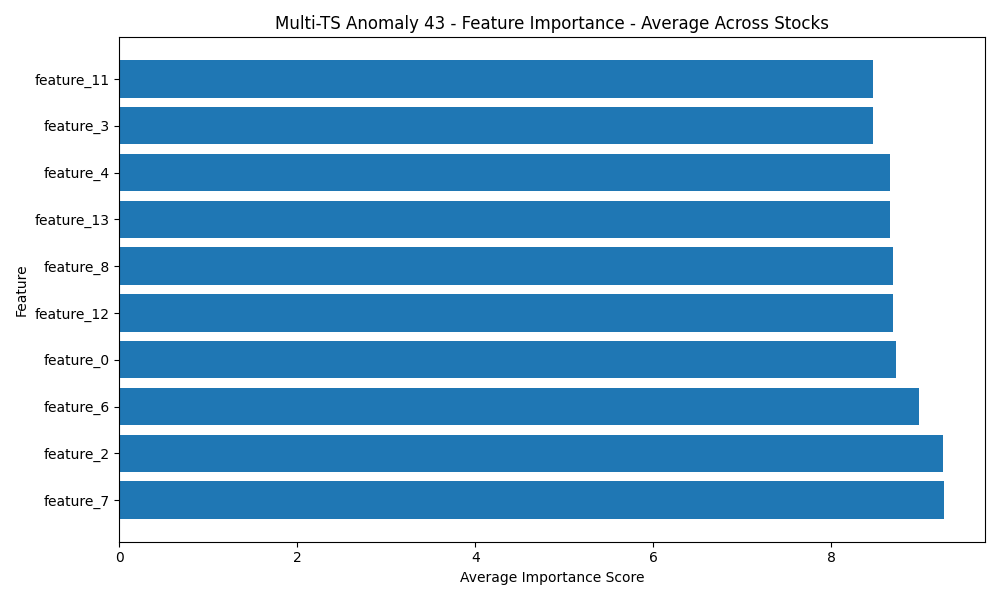 Multi-TS Anomaly 43 - Feature Importance - Average Across Stocks
feature_11
feature_3
feature_4
feature_13
feature_8
feature_12
feature_0
feature_6
feature_2
feature_7
Feature
0 2 4 6 8
Average Importance Score